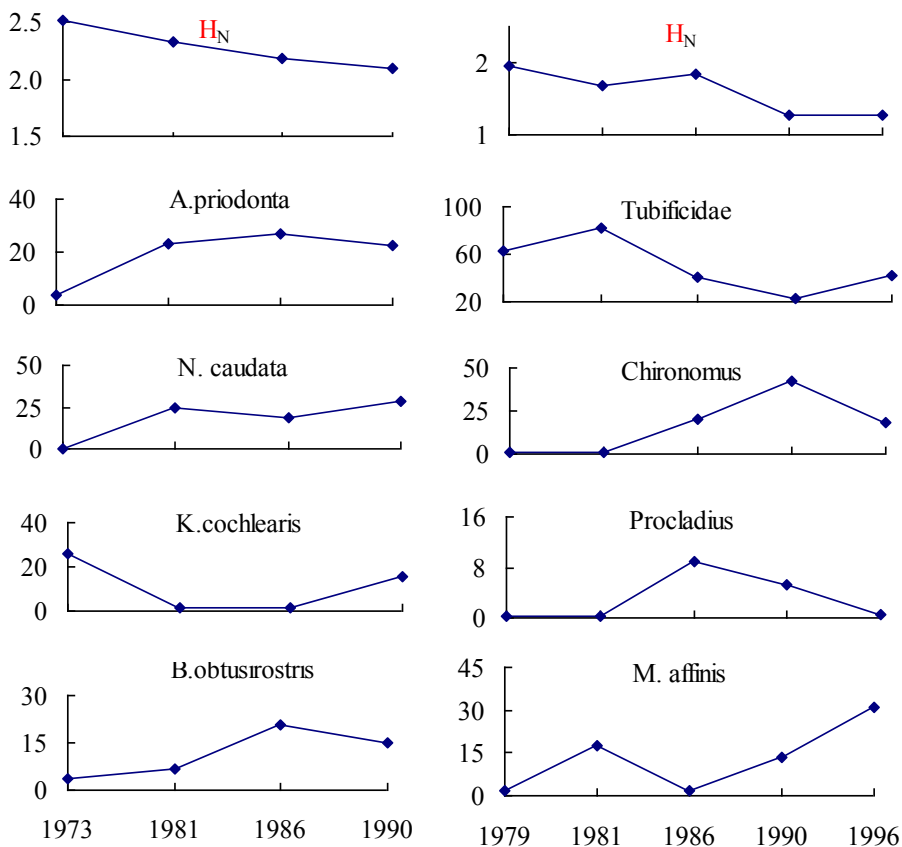 2.5
H_N
2.0
1.5
H_N
2
1
40
A.priodonta
20
0
100
Tubificidae
60
20
50
N. caudata
25
0
50
Chironomus
25
0
40
K.cochlearis
20
0
16
Procladius
8
0
B.obtusirostris
30
15
0
45
M. affinis
30
15
0
1973 1981 1986 1990
1979 1981 1986 1990 1996